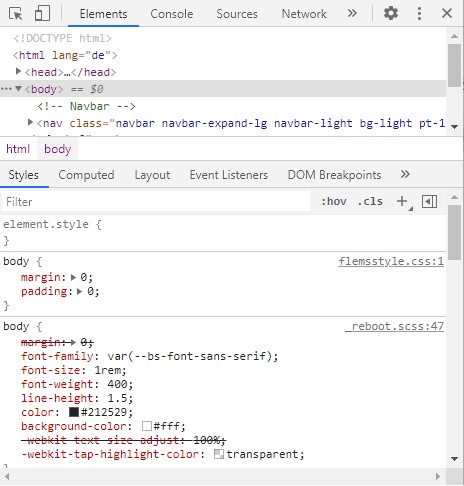 Elements Console Sources Network »
<!DOCTYPE html>
<html lang="de">
<head>…</head>
<body> == $0
<!-- Navbar -->
<nav class="navbar navbar-expand-lg navbar-light bg-light pt-1
html body
Styles Computed Layout Event Listeners DOM Breakpoints »
Filter :hov .cls +
element.style {
}
body { flemsstyle.css:1
margin: 0;
padding: 0;
}
body { _reboot.scss:47
margin: 0;
font-family: var(--bs-font-sans-serif);
font-size: 1rem;
font-weight: 400;
line-height: 1.5;
color: #212529;
background-color: #fff;
-webkit-text-size-adjust: 100%;
-webkit-tap-highlight-color: transparent;